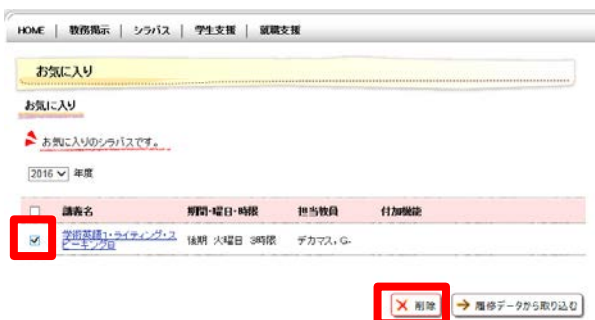 HOME | 教務掲示 | シラバス | 学生支援 | 就職支援
お気に入り
お気に入り
お気に入りのシラバスです。
2016 年度
講義名 期間・曜日・時限 担当教員 付加機能
学術英語1・ライティング・ス 後期 火曜日 3時限 デカマス, G.
ピーキングB
削除 履修データから取り込む